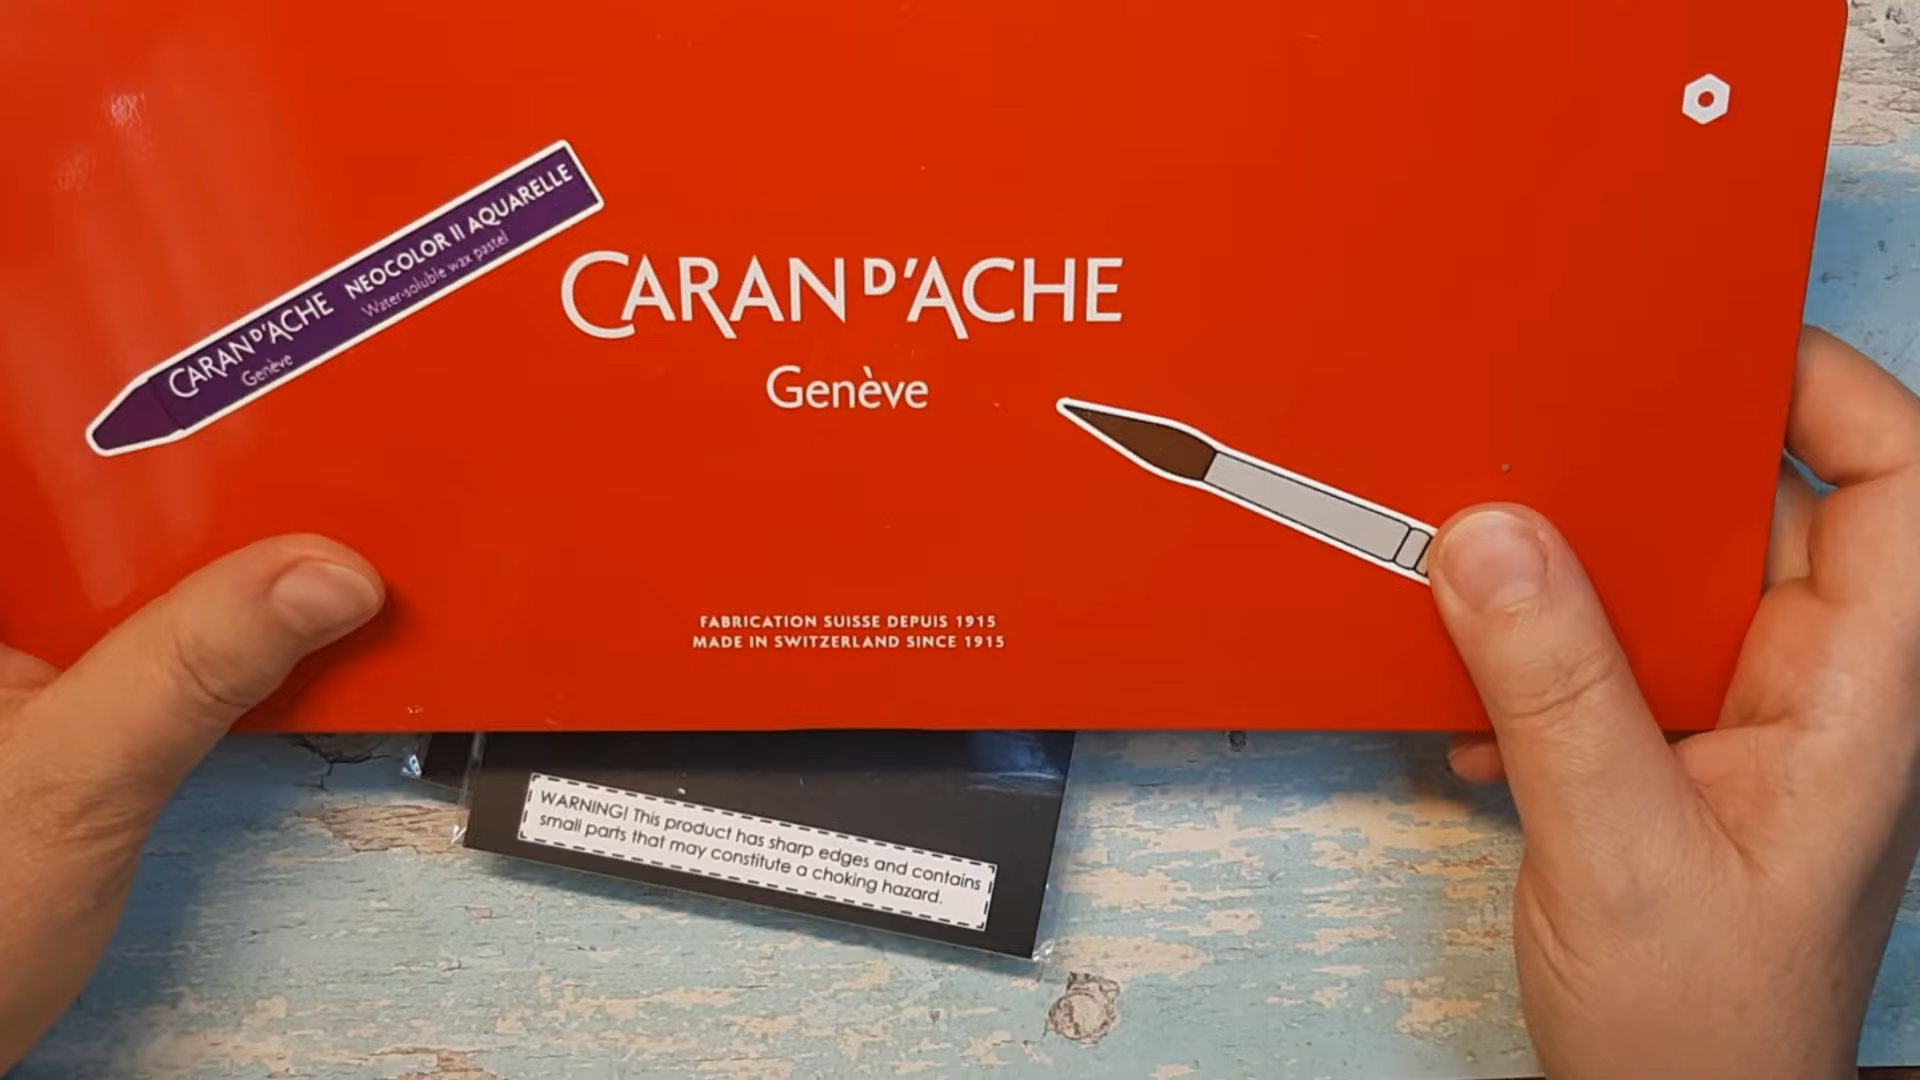 CARAN D'ACHE NEOCOLOR II AQUARELLE
Genève Water-soluble wax pastel
CARAN D'ACHE
Genève
FABRICATION SUISSE DEPUIS 1915
MADE IN SWITZERLAND SINCE 1915
WARNING! This product has sharp edges and contains
small parts that may constitute a choking hazard.